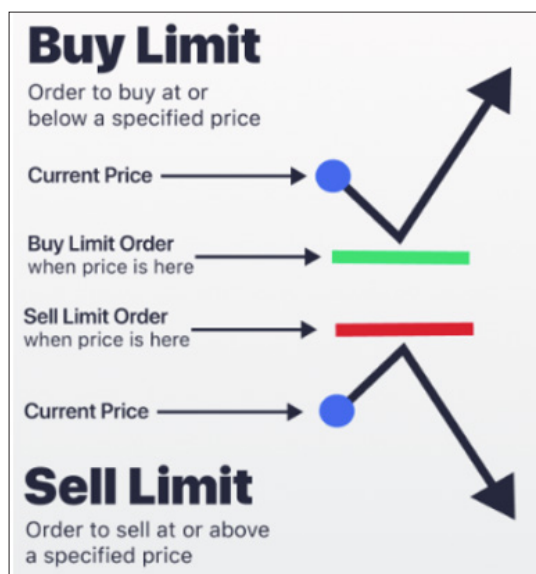 Buy Limit
Order to buy at or
below a specified price
Current Price
Buy Limit Order
when price is here
Sell Limit Order
when price is here
Current Price
Sell Limit
Order to sell at or above
a specified price